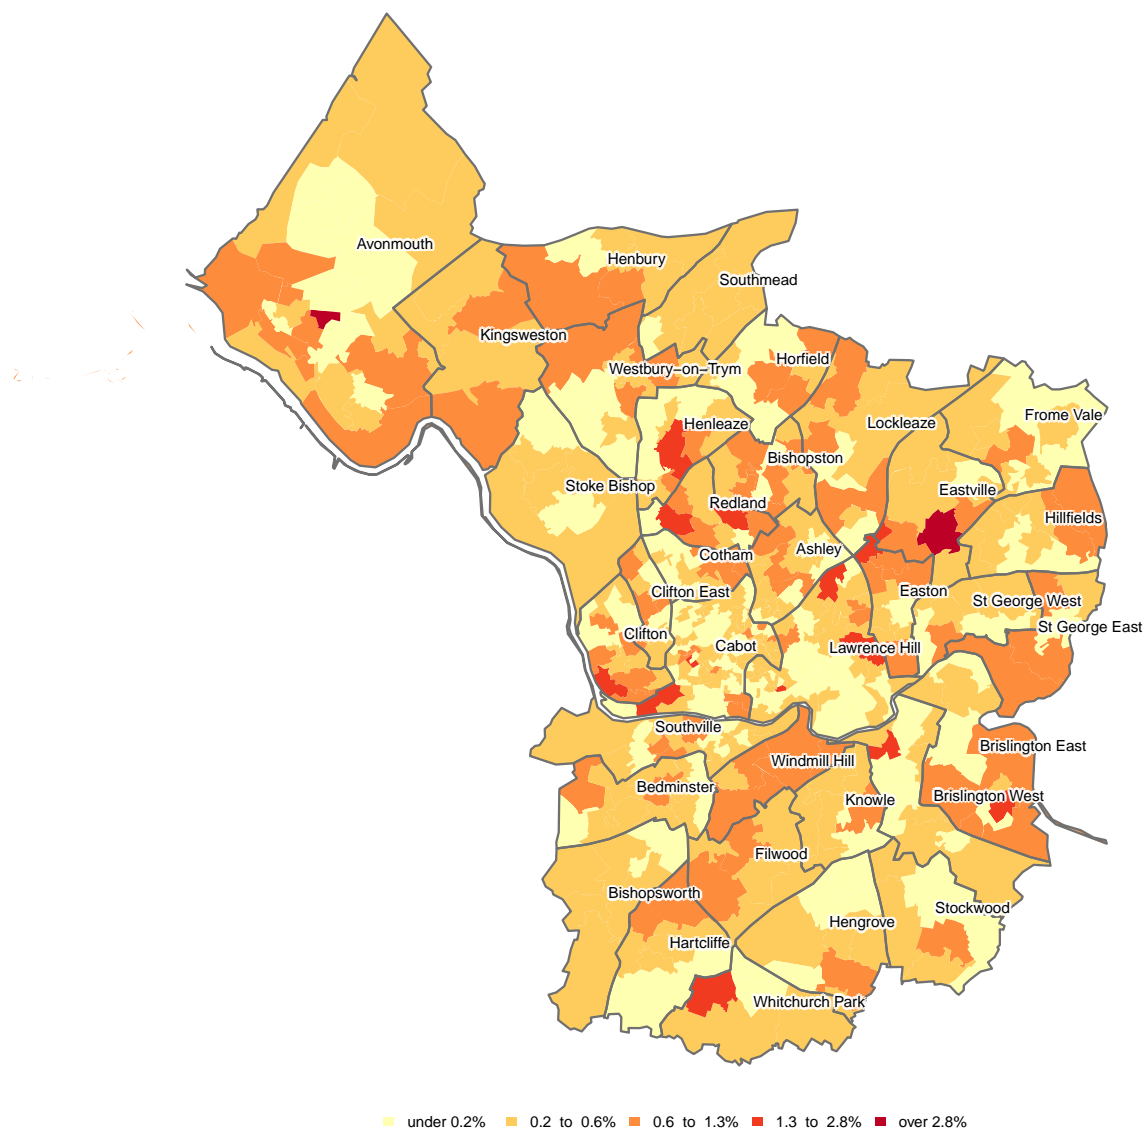 Avonmouth
Henbury
Southmead
Kingsweston
Horfield
Westbury−on−Trym
Frome Vale
Henleaze
Lockleaze
Bishopston
Stoke Bishop
Eastville
Redland
Hillfields
Ashley
Cotham
Clifton East
Easton
St George West
St George East
Clifton
Cabot
Lawrence Hill
Southville
Brislington East
Windmill Hill
Bedminster
Knowle
Brislington West
Filwood
Bishopsworth
Stockwood
Hengrove
Hartcliffe
Whitchurch Park
under 0.2% 0.2 to 0.6% 0.6 to 1.3% 1.3 to 2.8% over 2.8%